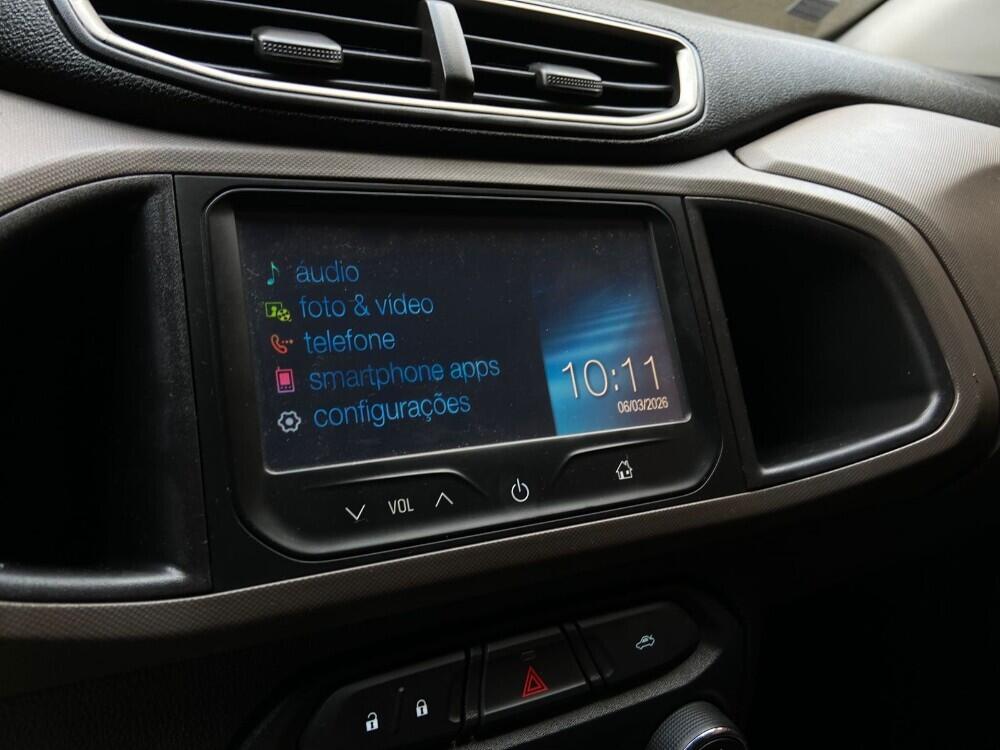 áudio
foto & vídeo
telefone
smartphone apps
configurações
10:11
06/03/2026
VOL